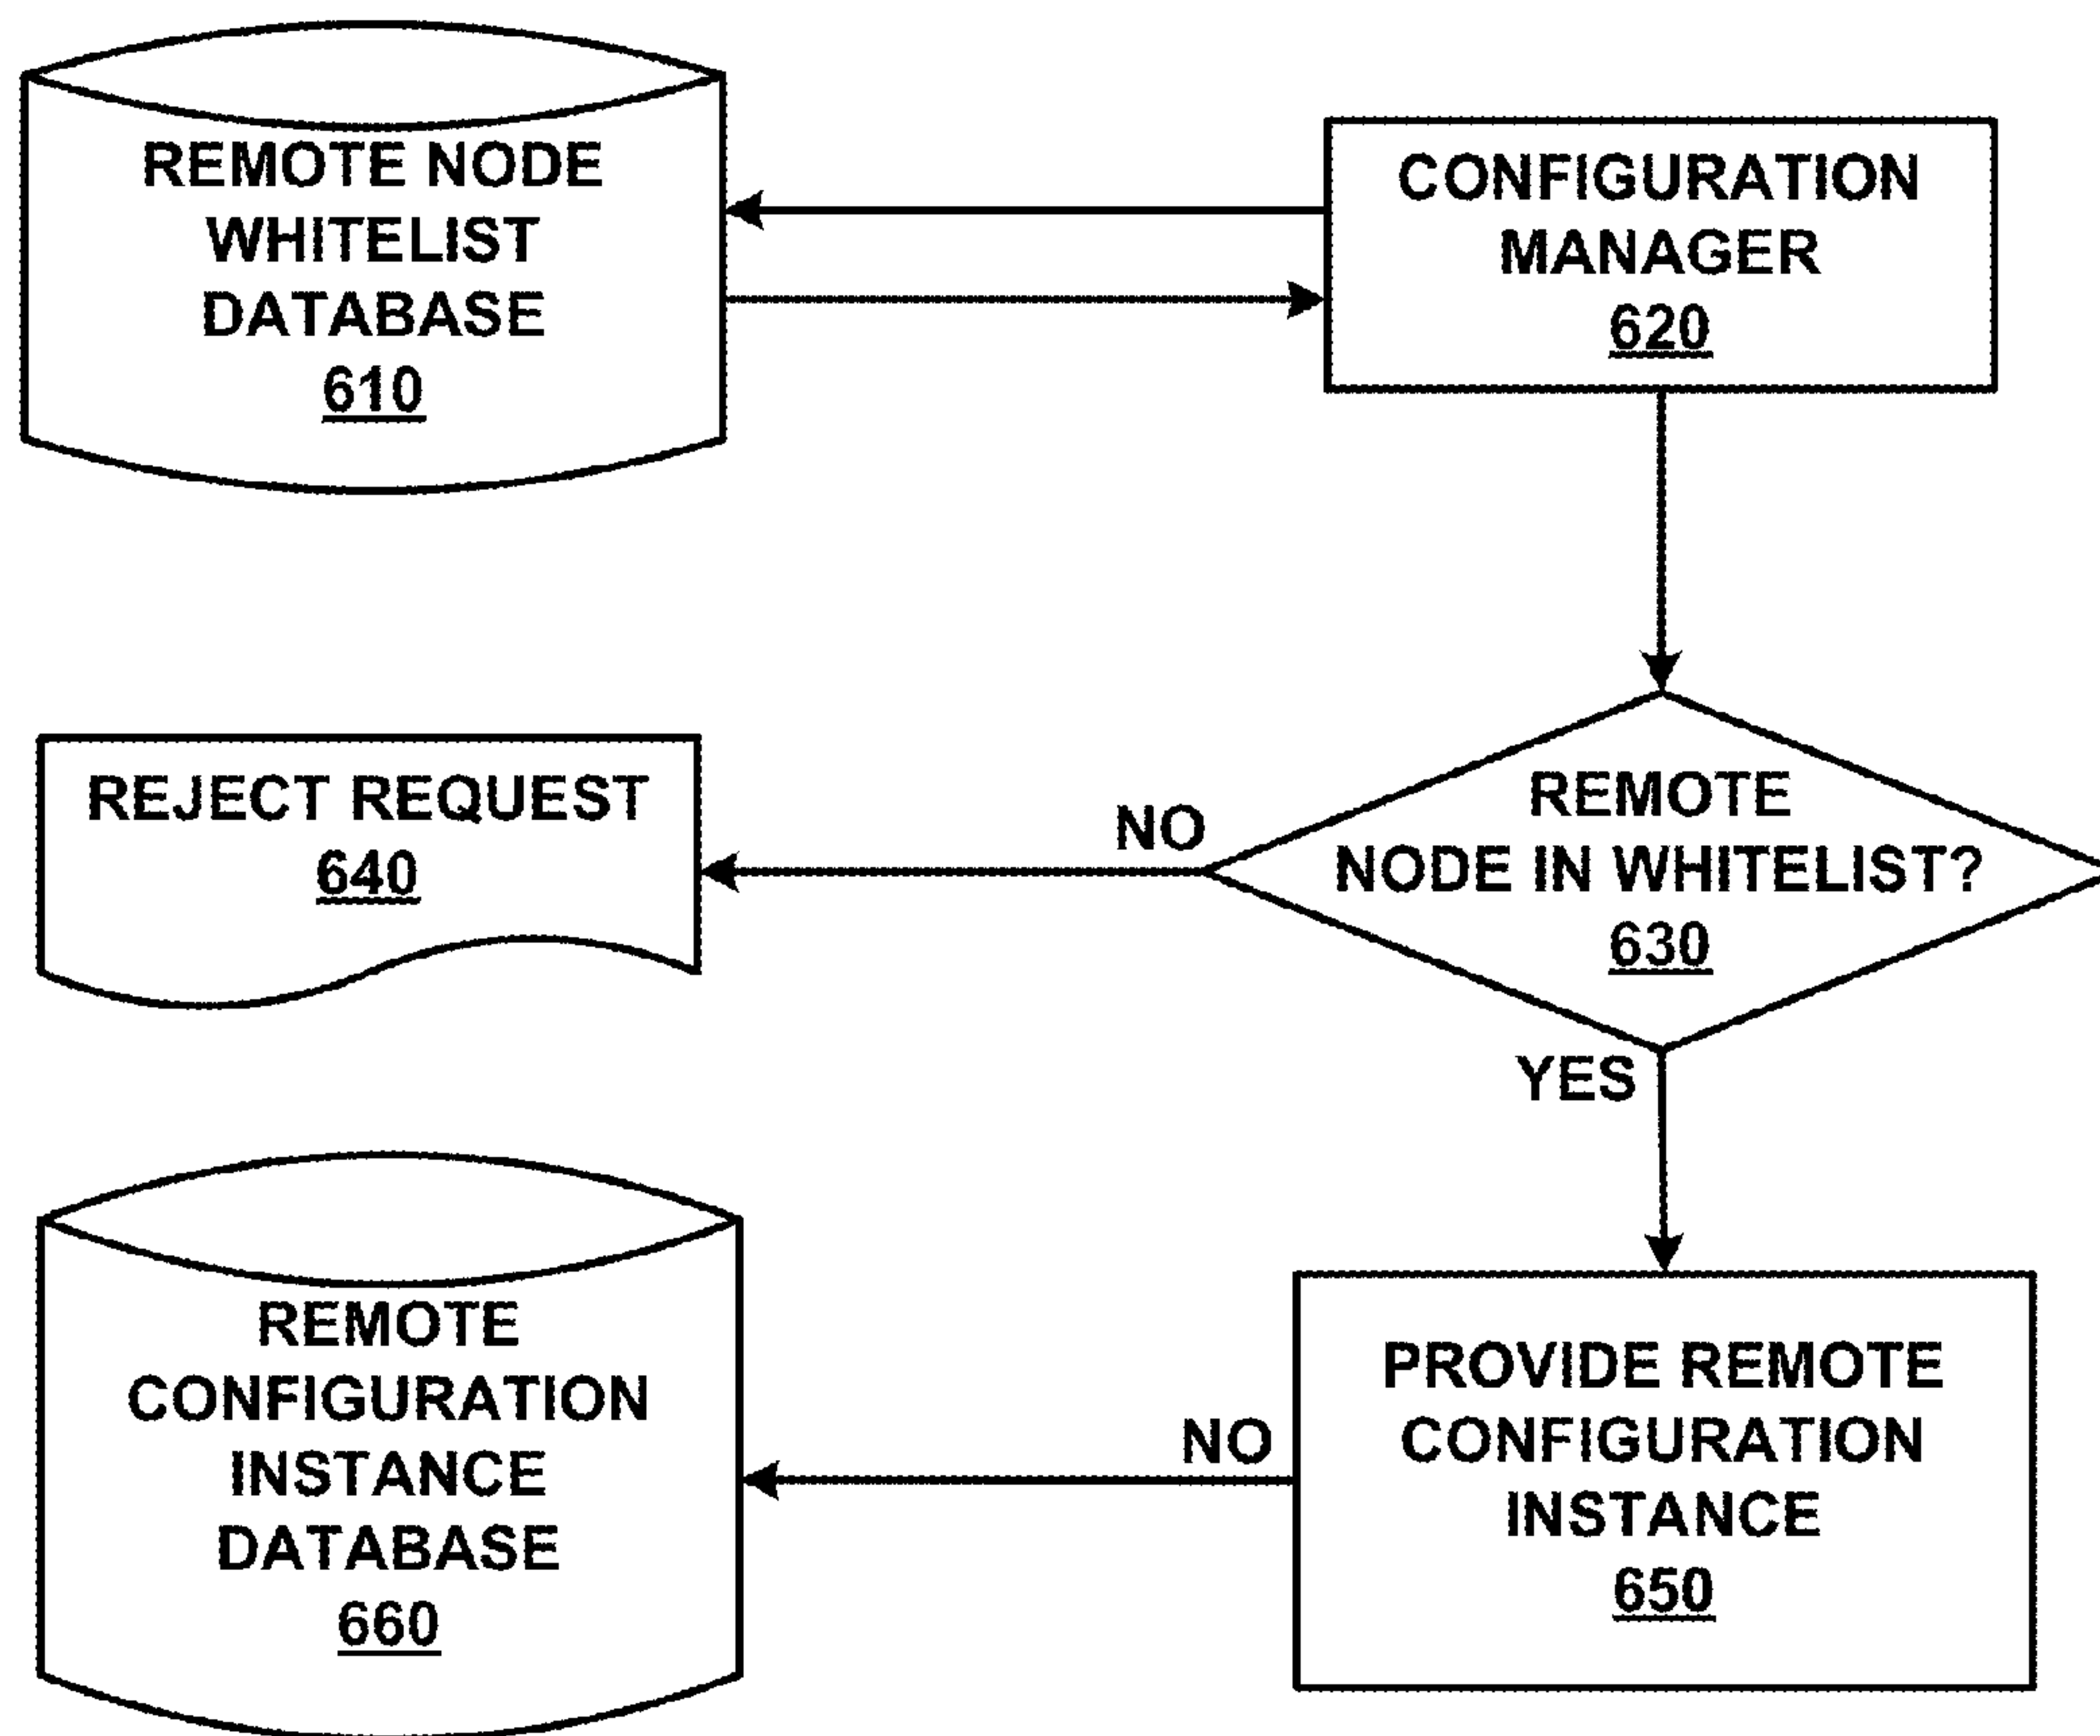 REMOTE NODE
WHITELIST
DATABASE
610
CONFIGURATION
MANAGER
620
REJECT REQUEST
640
NO
REMOTE
NODE IN WHITELIST?
630
YES
REMOTE
CONFIGURATION
INSTANCE
DATABASE
660
NO
PROVIDE REMOTE
CONFIGURATION
INSTANCE
650